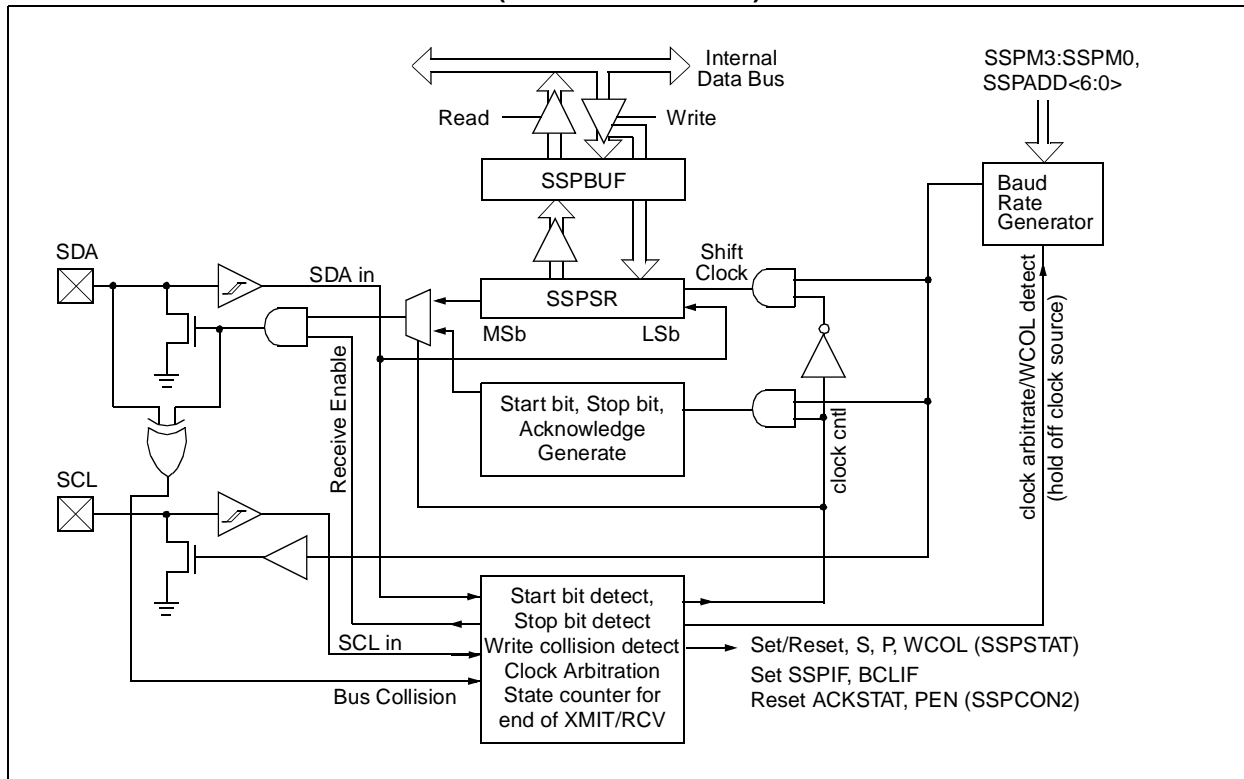 Internal
Data Bus
SSPM3:SSPM0,
SSPADD<6:0>
Read
Write
SSPBUF
Baud
Rate
Generator
SDA
SDA in
Shift
Clock
SSPSR
MSb
LSb
Receive Enable
Start bit, Stop bit,
Acknowledge
Generate
clock cntl
clock arbitrate/WCOL detect
(hold off clock source)
SCL
SCL in
Bus Collision
Start bit detect,
Stop bit detect
Write collision detect
Clock Arbitration
State counter for
end of XMIT/RCV
Set/Reset, S, P, WCOL (SSPSTAT)
Set SSPIF, BCLIF
Reset ACKSTAT, PEN (SSPCON2)